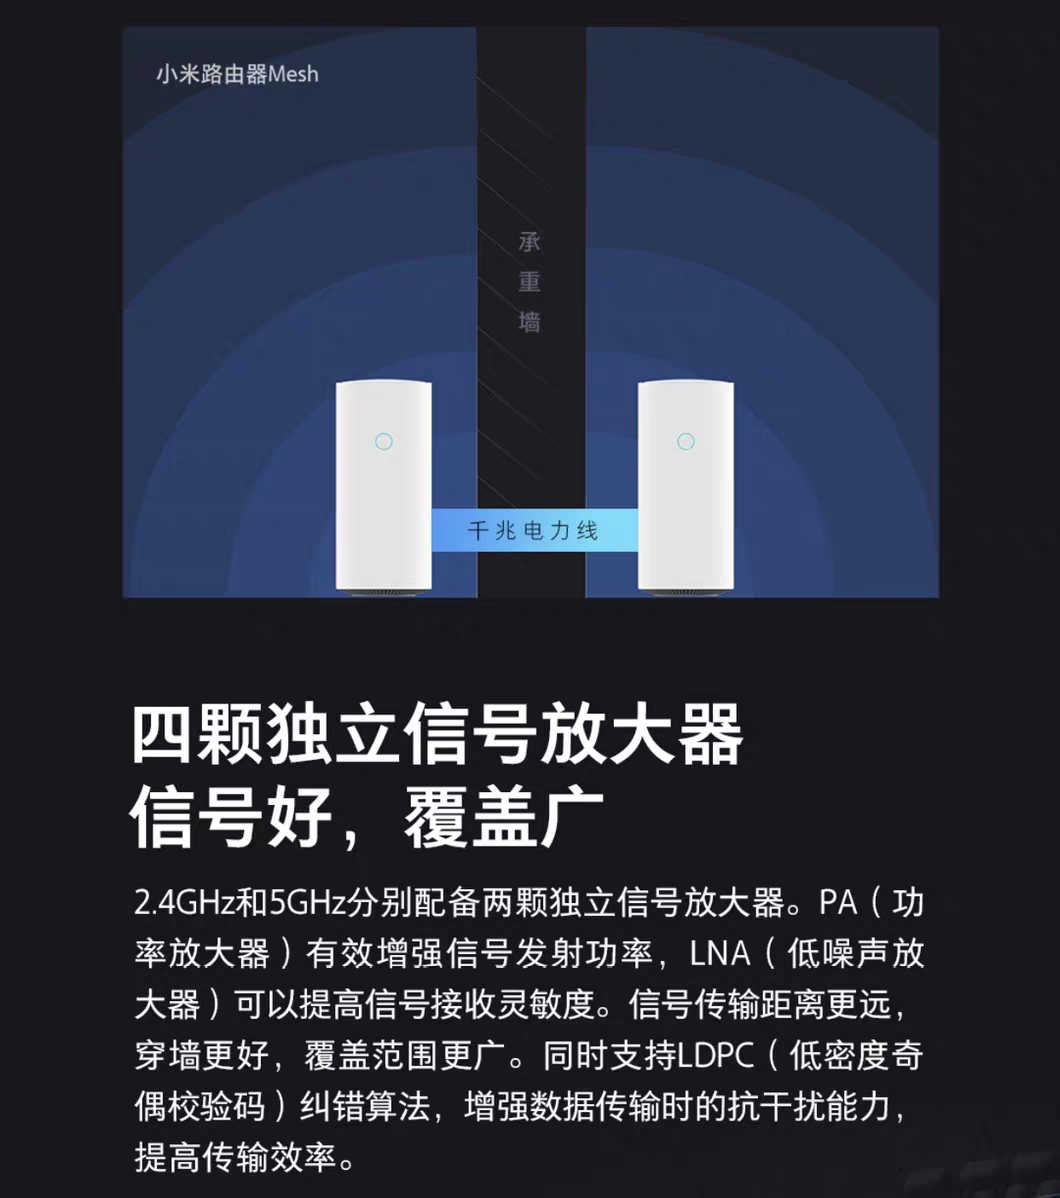 小米路由器Mesh
承
重
墙
千兆电力线
四颗独立信号放大器
信号好，覆盖广
2.4GHz和5GHz分别配备两颗独立信号放大器。PA（功
率放大器）有效增强信号发射功率，LNA（低噪声放
大器）可以提高信号接收灵敏度。信号传输距离更远，
穿墙更好，覆盖范围更广。同时支持LDPC（低密度奇
偶校验码）纠错算法，增强数据传输时的抗干扰能力，
提高传输效率。